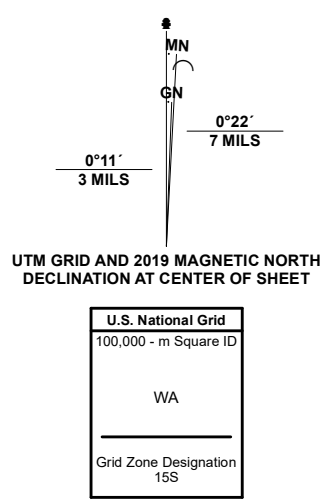 MN
GN
0°22´
7 MILS
0°11´
3 MILS
UTM GRID AND 2019 MAGNETIC NORTH
DECLINATION AT CENTER OF SHEET
U.S. National Grid
100,000 - m Square ID
WA
Grid Zone Designation
15S